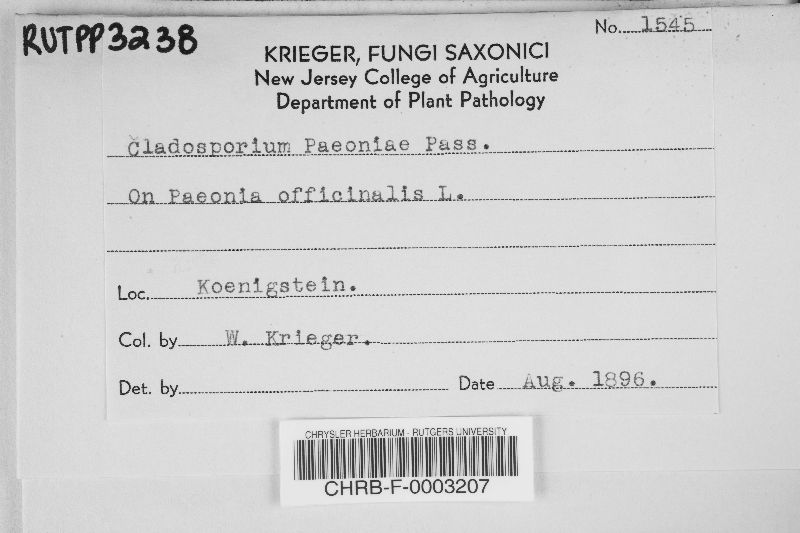 RUTPP3238
No. 1545
KRIEGER, FUNGI SAXONICI
New Jersey College of Agriculture
Department of Plant Pathology
Cladosporium Paeoniae Pass.
On Paeonia officinalis L.
Loc. Koenigstein.
Col. by W. Krieger.
Det. by Date Aug. 1896.
CHRYSLER HERBARIUM - RUTGERS UNIVERSITY
CHRB-F-0003207